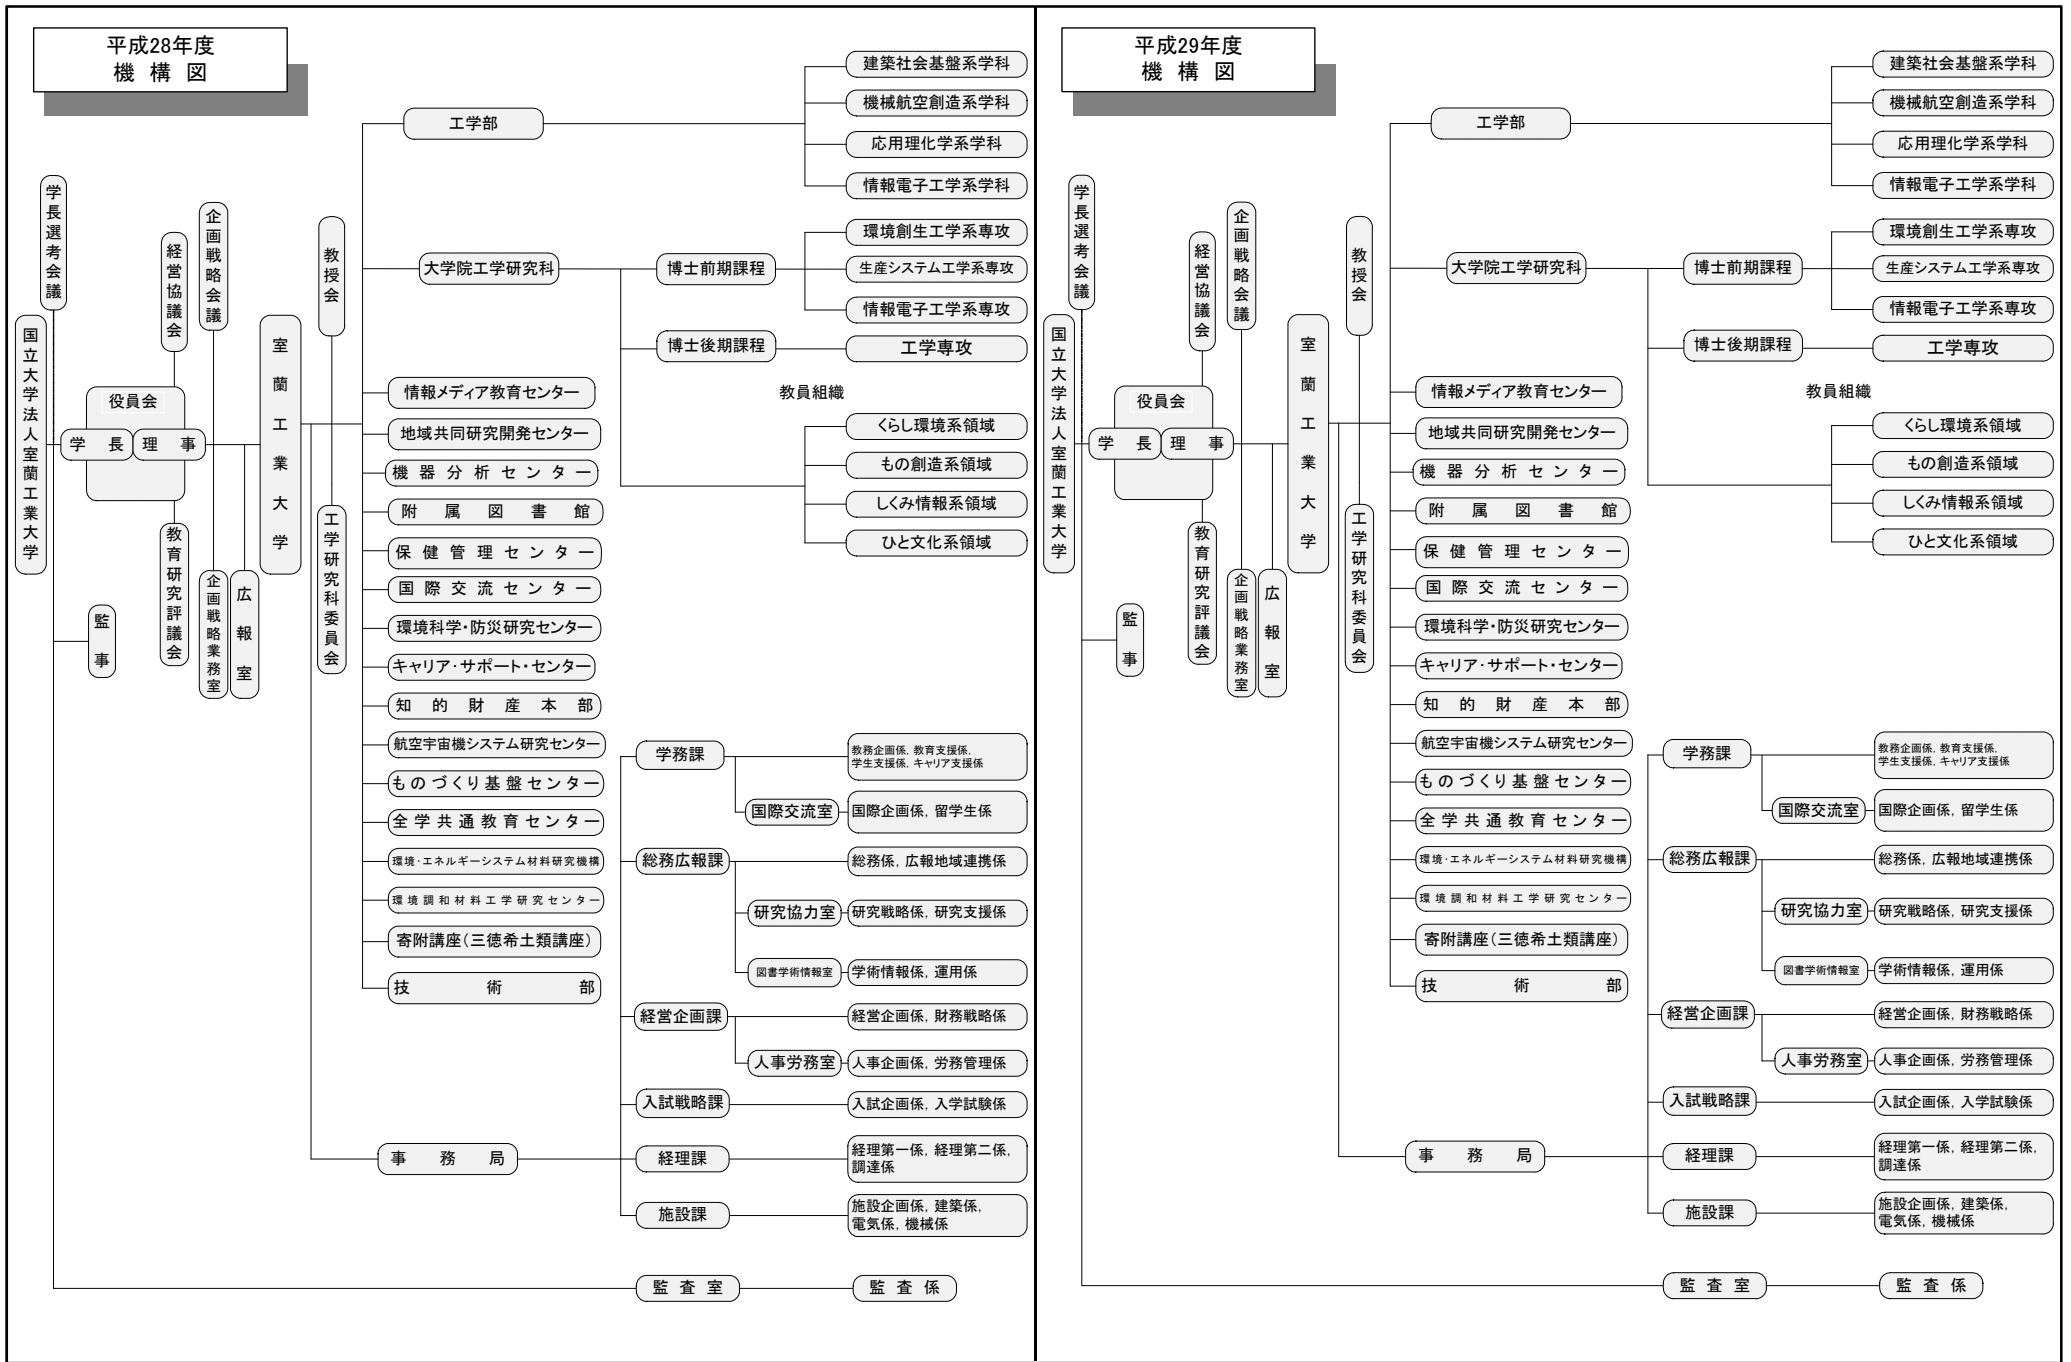 平成28年度
機 構 図
学長選考会議
国立大学法人室蘭工業大学
経営協議会
役員会
学 長
理 事
教育研究評議会
監 事
企画戦略会議
企画戦略業務室
広 報 室
室 蘭 工 業 大 学
教 授 会
工学研究科委員会
工学部
建築社会基盤系学科
機械航空創造系学科
応用理化学系学科
情報電子工学系学科
大学院工学研究科
博士前期課程
環境創生工学系専攻
生産システム工学系専攻
情報電子工学系専攻
博士後期課程
工学専攻
教員組織
くらし環境系領域
もの創造系領域
しくみ情報系領域
ひと文化系領域
情報メディア教育センター
地域共同研究開発センター
機 器 分 析 セ ン タ ー
附 属 図 書 館
保 健 管 理 セ ン タ ー
国 際 交 流 セ ン タ ー
環境科学・防災研究センター
キャリア・サポート・センター
知 的 財 産 本 部
航空宇宙機システム研究センター
も の づ く り 基 盤 セ ン タ ー
全 学 共 通 教 育 セ ン タ ー
環境・エネルギーシステム材料研究機構
環 境 調 和 材 料 工 学 研 究 セ ン タ ー
寄附講座(三徳希土類講座)
技 術 部
事 務 局
学務課
教務企画係, 教育支援係,
学生支援係, キャリア支援係
国際交流室
国際企画係, 留学生係
総務広報課
総務係, 広報地域連携係
研究協力室
研究戦略係, 研究支援係
図書学術情報室
学術情報係, 運用係
経営企画課
経営企画係, 財務戦略係
人事労務室
人事企画係, 労務管理係
入試戦略課
入試企画係, 入学試験係
経理課
経理第一係, 経理第二係,
調達係
施設課
施設企画係, 建築係,
電気係, 機械係
監 査 室
監 査 係
平成29年度
機 構 図
学長選考会議
国立大学法人室蘭工業大学
経営協議会
役員会
学 長
理 事
教育研究評議会
監 事
企画戦略会議
企画戦略業務室
広 報 室
室 蘭 工 業 大 学
教 授 会
工学研究科委員会
工学部
建築社会基盤系学科
機械航空創造系学科
応用理化学系学科
情報電子工学系学科
大学院工学研究科
博士前期課程
環境創生工学系専攻
生産システム工学系専攻
情報電子工学系専攻
博士後期課程
工学専攻
教員組織
くらし環境系領域
もの創造系領域
しくみ情報系領域
ひと文化系領域
情報メディア教育センター
地域共同研究開発センター
機 器 分 析 セ ン タ ー
附 属 図 書 館
保 健 管 理 セ ン タ ー
国 際 交 流 セ ン タ ー
環境科学・防災研究センター
キャリア・サポート・センター
知 的 財 産 本 部
航空宇宙機システム研究センター
も の づ く り 基 盤 セ ン タ ー
全 学 共 通 教 育 セ ン タ ー
環境・エネルギーシステム材料研究機構
環 境 調 和 材 料 工 学 研 究 セ ン タ ー
寄附講座(三徳希土類講座)
技 術 部
事 務 局
学務課
教務企画係, 教育支援係,
学生支援係, キャリア支援係
国際交流室
国際企画係, 留学生係
総務広報課
総務係, 広報地域連携係
研究協力室
研究戦略係, 研究支援係
図書学術情報室
学術情報係, 運用係
経営企画課
経営企画係, 財務戦略係
人事労務室
人事企画係, 労務管理係
入試戦略課
入試企画係, 入学試験係
経理課
経理第一係, 経理第二係,
調達係
施設課
施設企画係, 建築係,
電気係, 機械係
監 査 室
監 査 係